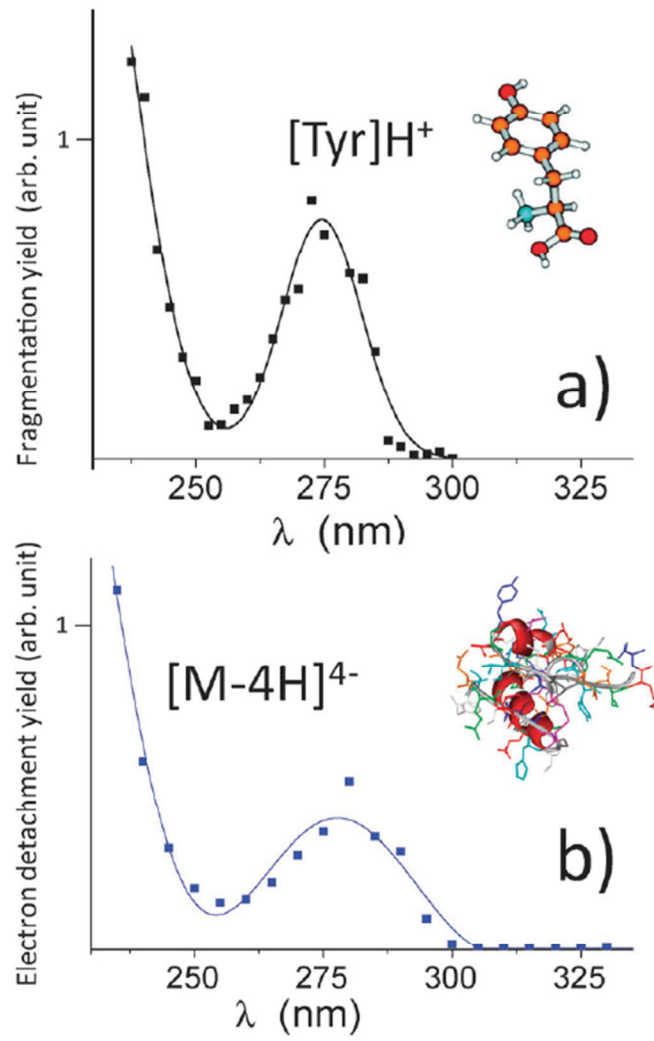 Fragmentation yield (arb. unit)
1
[Tyr]H⁺
a)
250 275 300 325
λ (nm)
Electron detachment yield (arb. unit)
1
[M-4H]⁴⁻
b)
250 275 300 325
λ (nm)